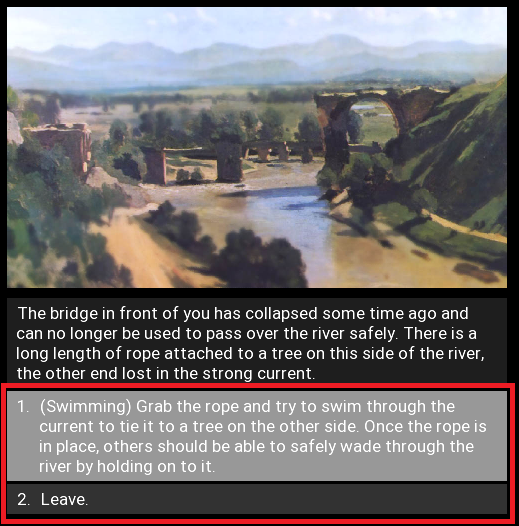 The bridge in front of you has collapsed some time ago and
can no longer be used to pass over the river safely. There is a
long length of rope attached to a tree on this side of the river,
the other end lost in the strong current.
1. (Swimming) Grab the rope and try to swim through the
current to tie it to a tree on the other side. Once the rope is
in place, others should be able to safely wade through the
river by holding on to it.
2. Leave.